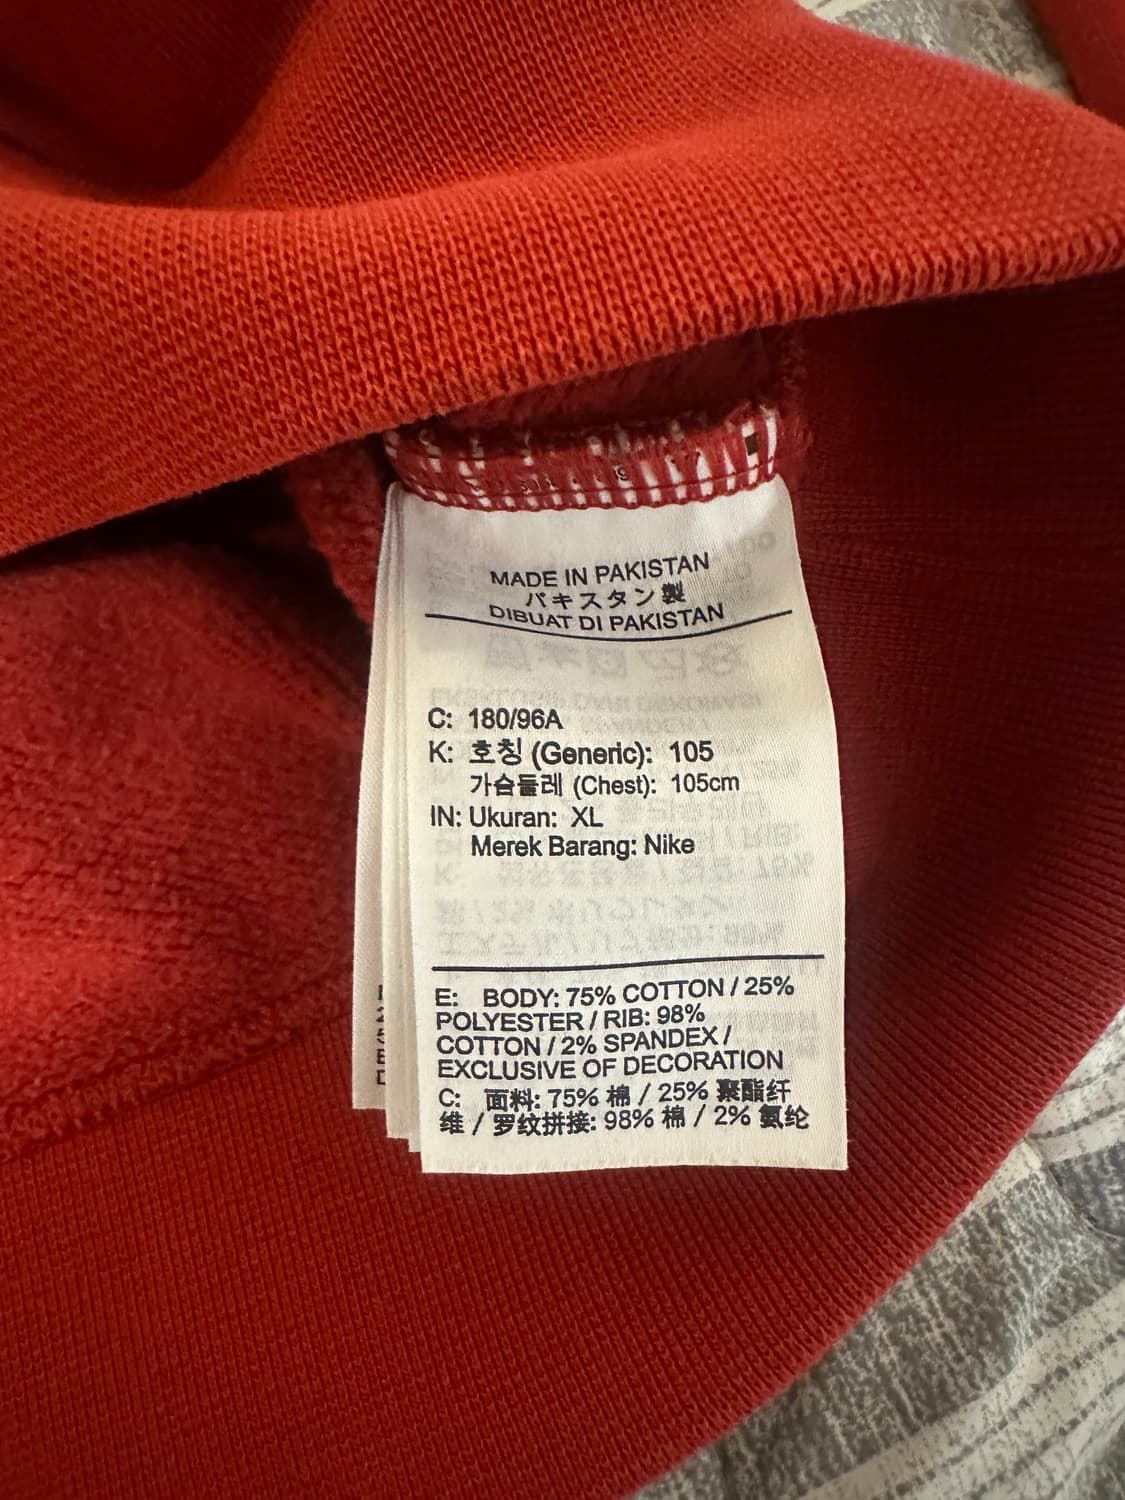 MADE IN PAKISTAN
パキスタン製
DIBUAT DI PAKISTAN
C: 180/96A
K: 호칭 (Generic): 105
가슴둘레 (Chest): 105cm
IN: Ukuran: XL
Merek Barang: Nike
E: BODY: 75% COTTON / 25%
POLYESTER / RIB: 98%
COTTON / 2% SPANDEX /
EXCLUSIVE OF DECORATION
C: 面料: 75% 棉 / 25% 聚酯纤
维 / 罗纹拼接: 98% 棉 / 2% 氨纶